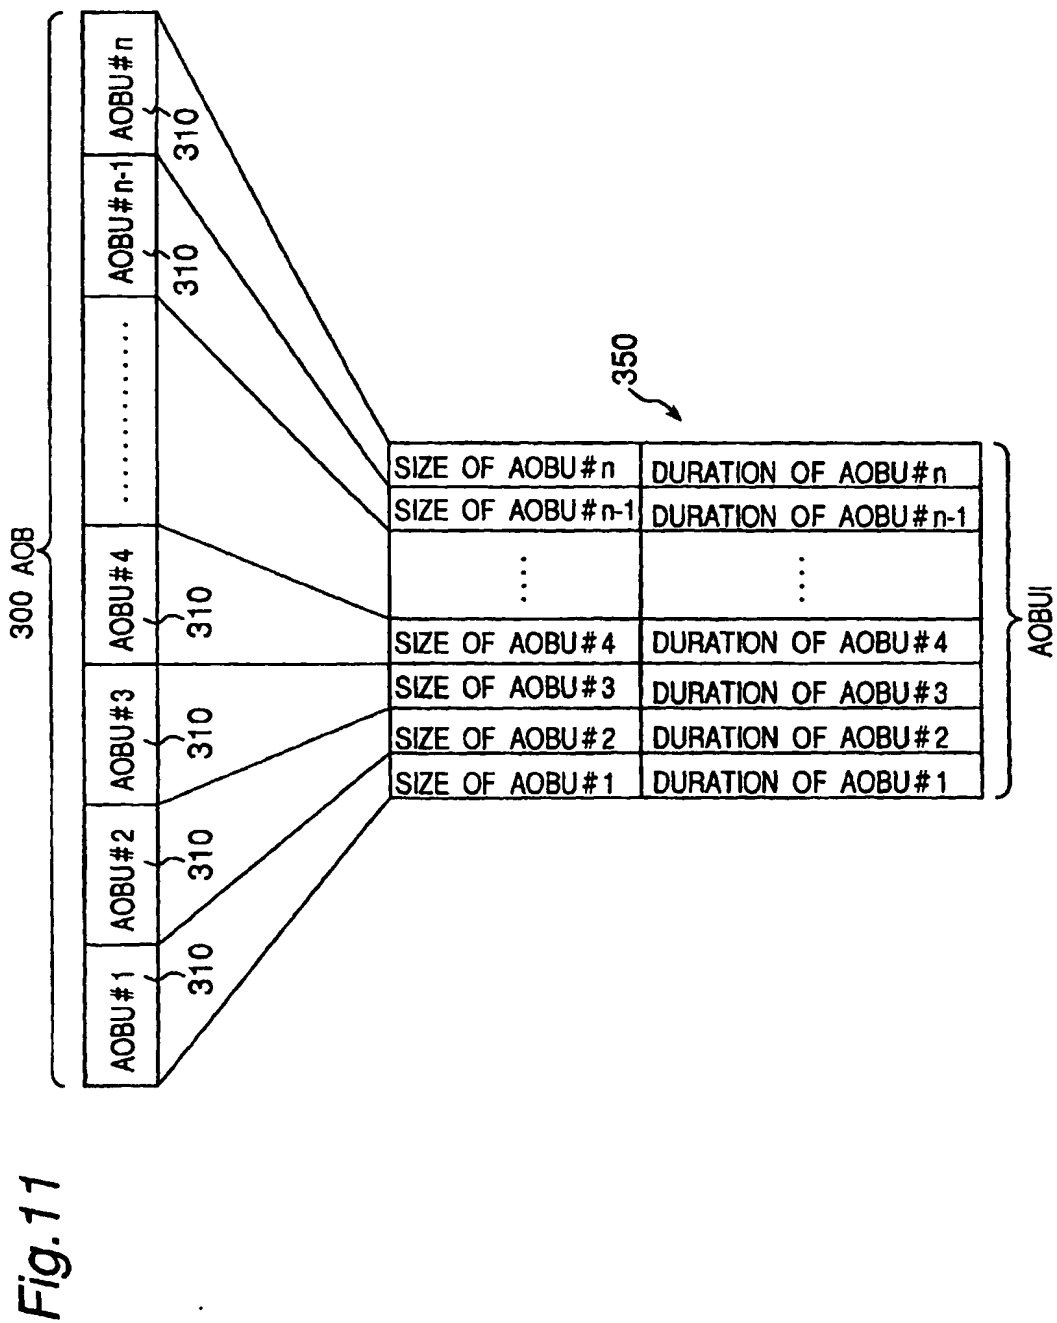 Fig.11
300 AOB
AOBU#1
AOBU#2
AOBU#3
AOBU#4
............
AOBU#n-1
AOBU#n
310
310
310
310
310
310
350
SIZE OF AOBU#n DURATION OF AOBU#n
SIZE OF AOBU#n-1 DURATION OF AOBU#n-1
..... .....
SIZE OF AOBU#4 DURATION OF AOBU#4
SIZE OF AOBU#3 DURATION OF AOBU#3
SIZE OF AOBU#2 DURATION OF AOBU#2
SIZE OF AOBU#1 DURATION OF AOBU#1
AOBUI